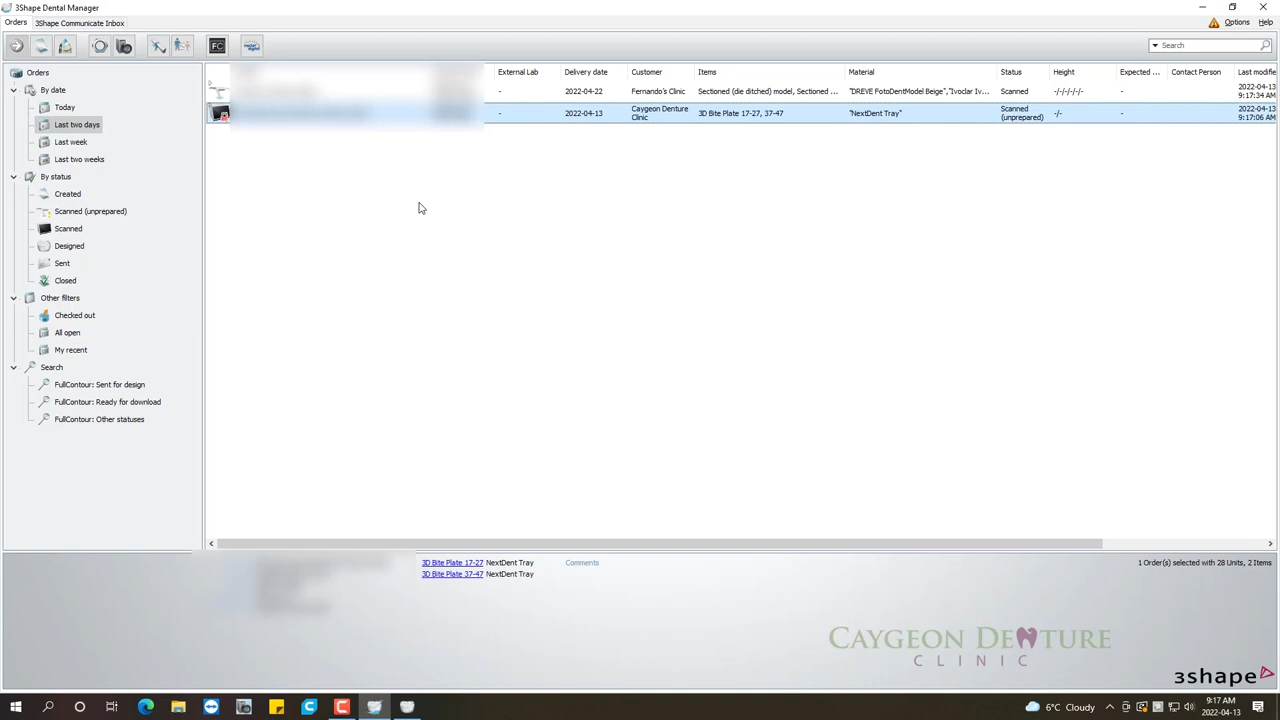 3Shape Dental Manager
Orders 3Shape Communicate Inbox
Options Help
FC
Search
Orders
By date
Today
Last two days
Last week
Last two weeks
By status
Created
Scanned (unprepared)
Scanned
Designed
Sent
Closed
Other filters
Checked out
All open
My recent
Search
FullContour: Sent for design
FullContour: Ready for download
FullContour: Other statuses
External Lab Delivery date Customer Items Material Status Height Expected ... Contact Person Last modifie
- 2022-04-22 Fernando's Clinic Sectioned (die ditched) model, Sectioned ... "DREVE FotoDentModel Beige","Ivoclar Iv... Scanned -/-/-/-/-/- - 2022-04-13 9:17:34 AM
- 2022-04-13 Caygeon Denture Clinic 3D Bite Plate 17-27, 37-47 "NextDent Tray" Scanned (unprepared) -/- - 2022-04-13 9:17:06 AM
3D Bite Plate 17-27 NextDent Tray
3D Bite Plate 37-47 NextDent Tray
Comments
1 Order(s) selected with 28 Units, 2 Items
CAYGEON DENTURE
CLINIC
3shape
6°C Cloudy
9:17 AM
2022-04-13